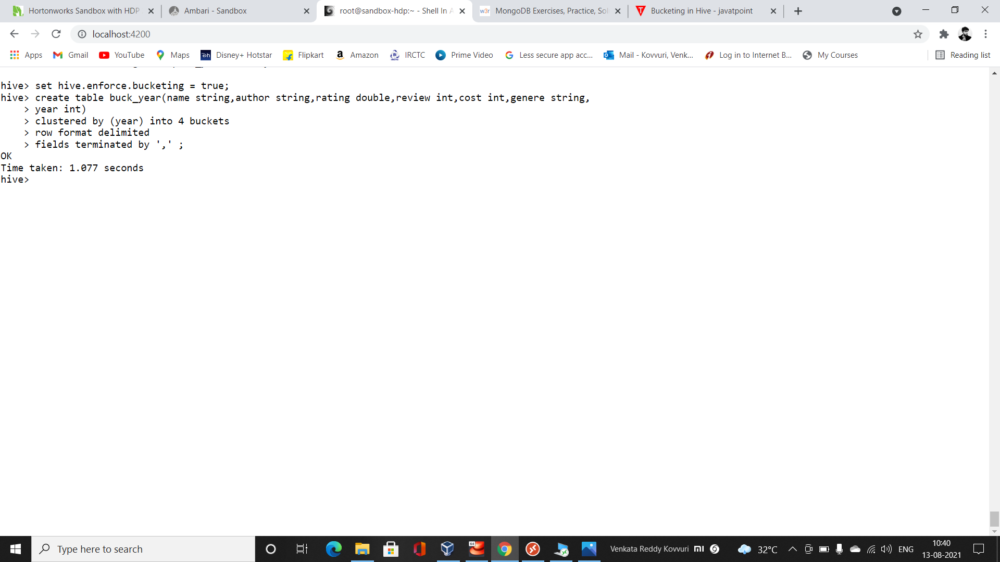 Hortonworks Sandbox with HDP
Ambari - Sandbox
root@sandbox-hdp:~ - Shell In A
w3r MongoDB Exercises, Practice, Sol
Bucketing in Hive - javatpoint
localhost:4200
Apps
Gmail
YouTube
Maps
Disney+ Hotstar
Flipkart
Amazon
IRCTC
Prime Video
Less secure app acc...
Mail - Kovvuri, Venk...
Log in to Internet B...
My Courses
Reading list
hive> set hive.enforce.bucketing = true;
hive> create table buck_year(name string,author string,rating double,review int,cost int,genere string,
> year int)
> clustered by (year) into 4 buckets
> row format delimited
> fields terminated by ',' ;
OK
Time taken: 1.077 seconds
hive>
Type here to search
64
Venkata Reddy Kovvuri
32°C
ENG
10:40
13-08-2021